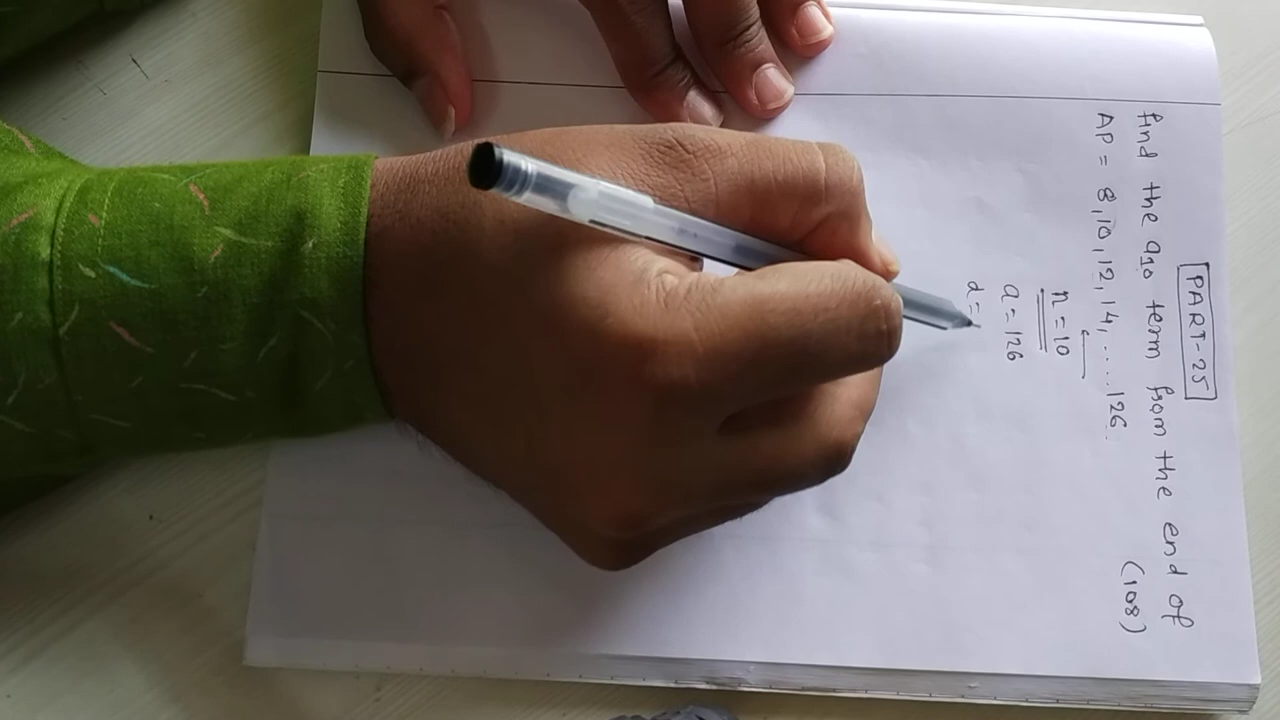 PART-25
find the a10 term from the end of
AP = 8,10,12,14,....126. (108)
n=10
a=126
d=